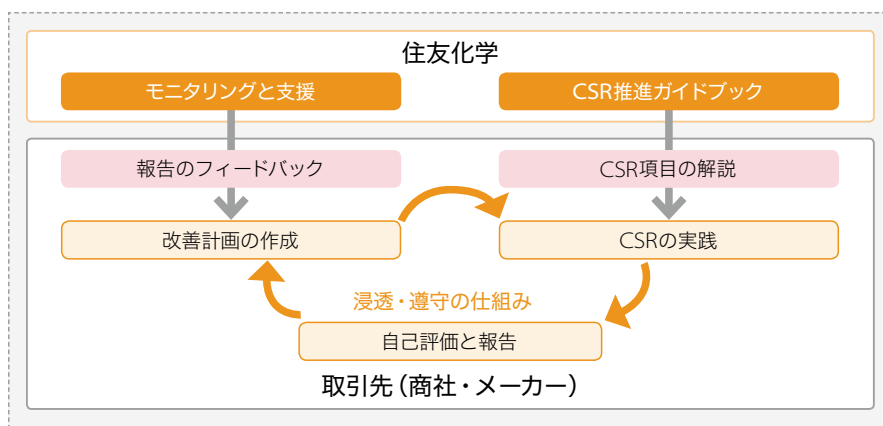 住友化学
モニタリングと支援
CSR推進ガイドブック
報告のフィードバック
CSR項目の解説
改善計画の作成
CSRの実践
浸透・遵守の仕組み
自己評価と報告
取引先（商社・メーカー）